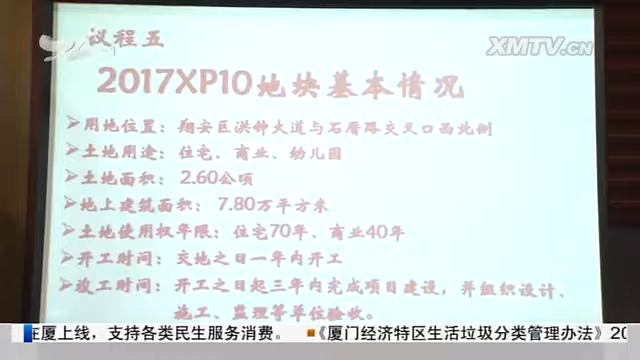 XMTV.CN
议程五
2017XP10地块基本情况
用地位置：翔安区洪钟大道与石厝路交叉口西北侧
土地用途：住宅、商业、幼儿园
土地面积：2.60公顷
地上建筑面积：7.80万平方米
土地使用权年限：住宅70年、商业40年
开工时间：交地之日一年内开工
竣工时间：开工之日起三年内完成项目建设，并组织设计、
施工、监理等单位验收。
在厦上线，支持各类民生服务消费。 ■《厦门经济特区生活垃圾分类管理办法》20